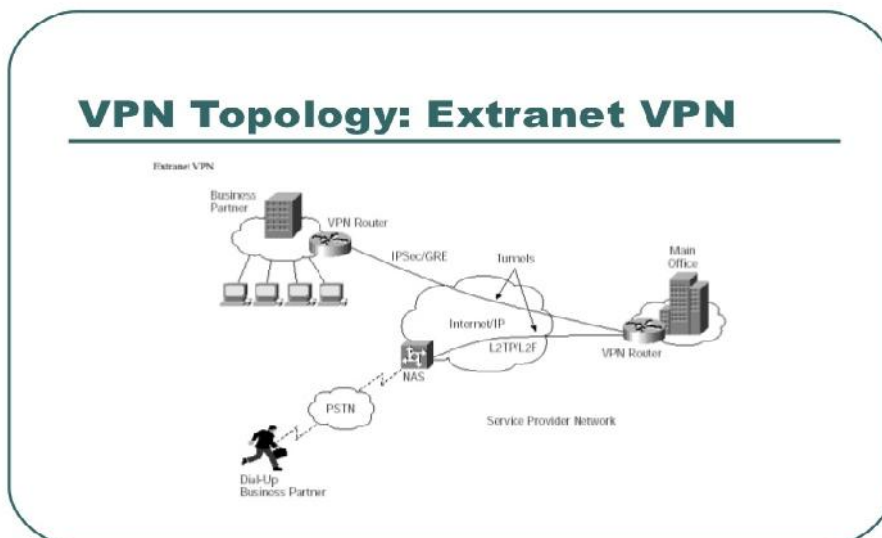 VPN Topology: Extranet VPN
Extranet VPN
Business
Partner
VPN Router
IPSec/GRE
Tunnels
Main
Office
Internet/IP
L2TP/L2F
VPN Router
NAS
PSTN
Service Provider Network
Dial-Up
Business Partner